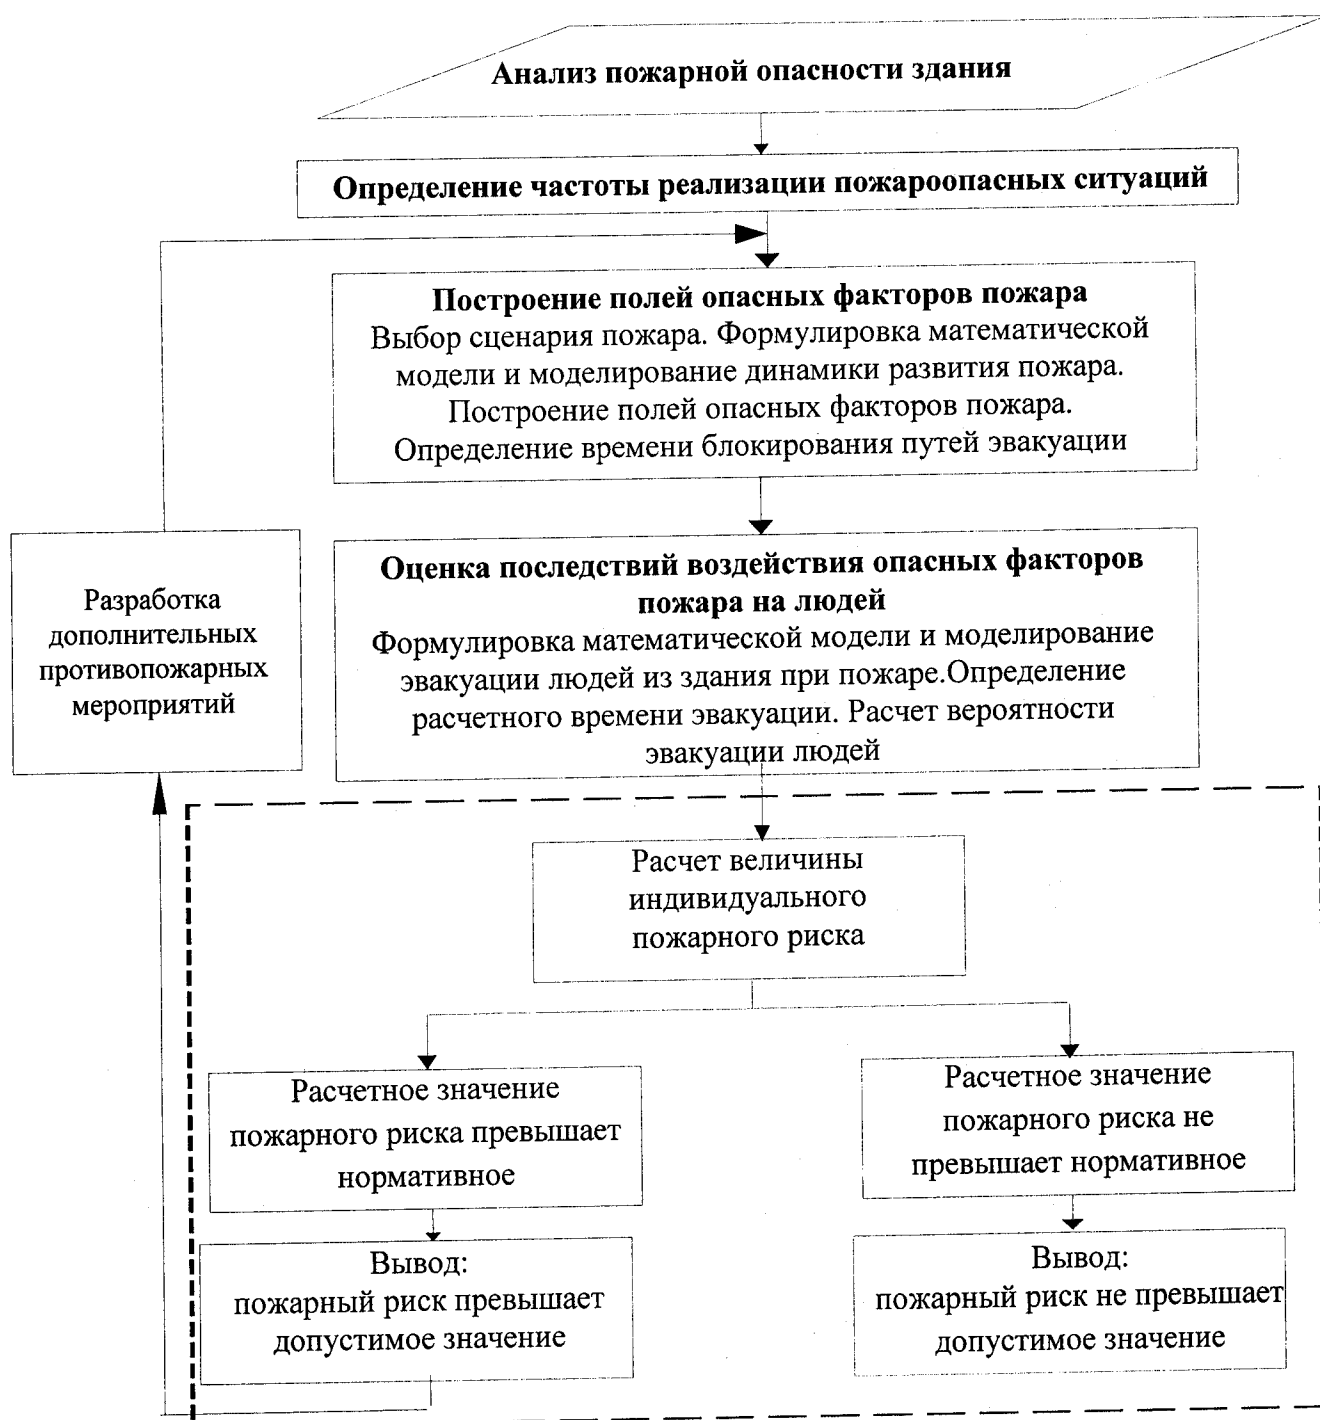 Анализ пожарной опасности здания
Определение частоты реализации пожароопасных ситуаций
Построение полей опасных факторов пожара
Выбор сценария пожара. Формулировка математической
модели и моделирование динамики развития пожара.
Построение полей опасных факторов пожара.
Определение времени блокирования путей эвакуации
Оценка последствий воздействия опасных факторов
пожара на людей
Формулировка математической модели и моделирование
эвакуации людей из здания при пожаре.Определение
расчетного времени эвакуации. Расчет вероятности
эвакуации людей
Разработка
дополнительных
противопожарных
мероприятий
Расчет величины
индивидуального
пожарного риска
Расчетное значение
пожарного риска превышает
нормативное
Расчетное значение
пожарного риска не
превышает нормативное
Вывод:
пожарный риск превышает
допустимое значение
Вывод:
пожарный риск не превышает
допустимое значение